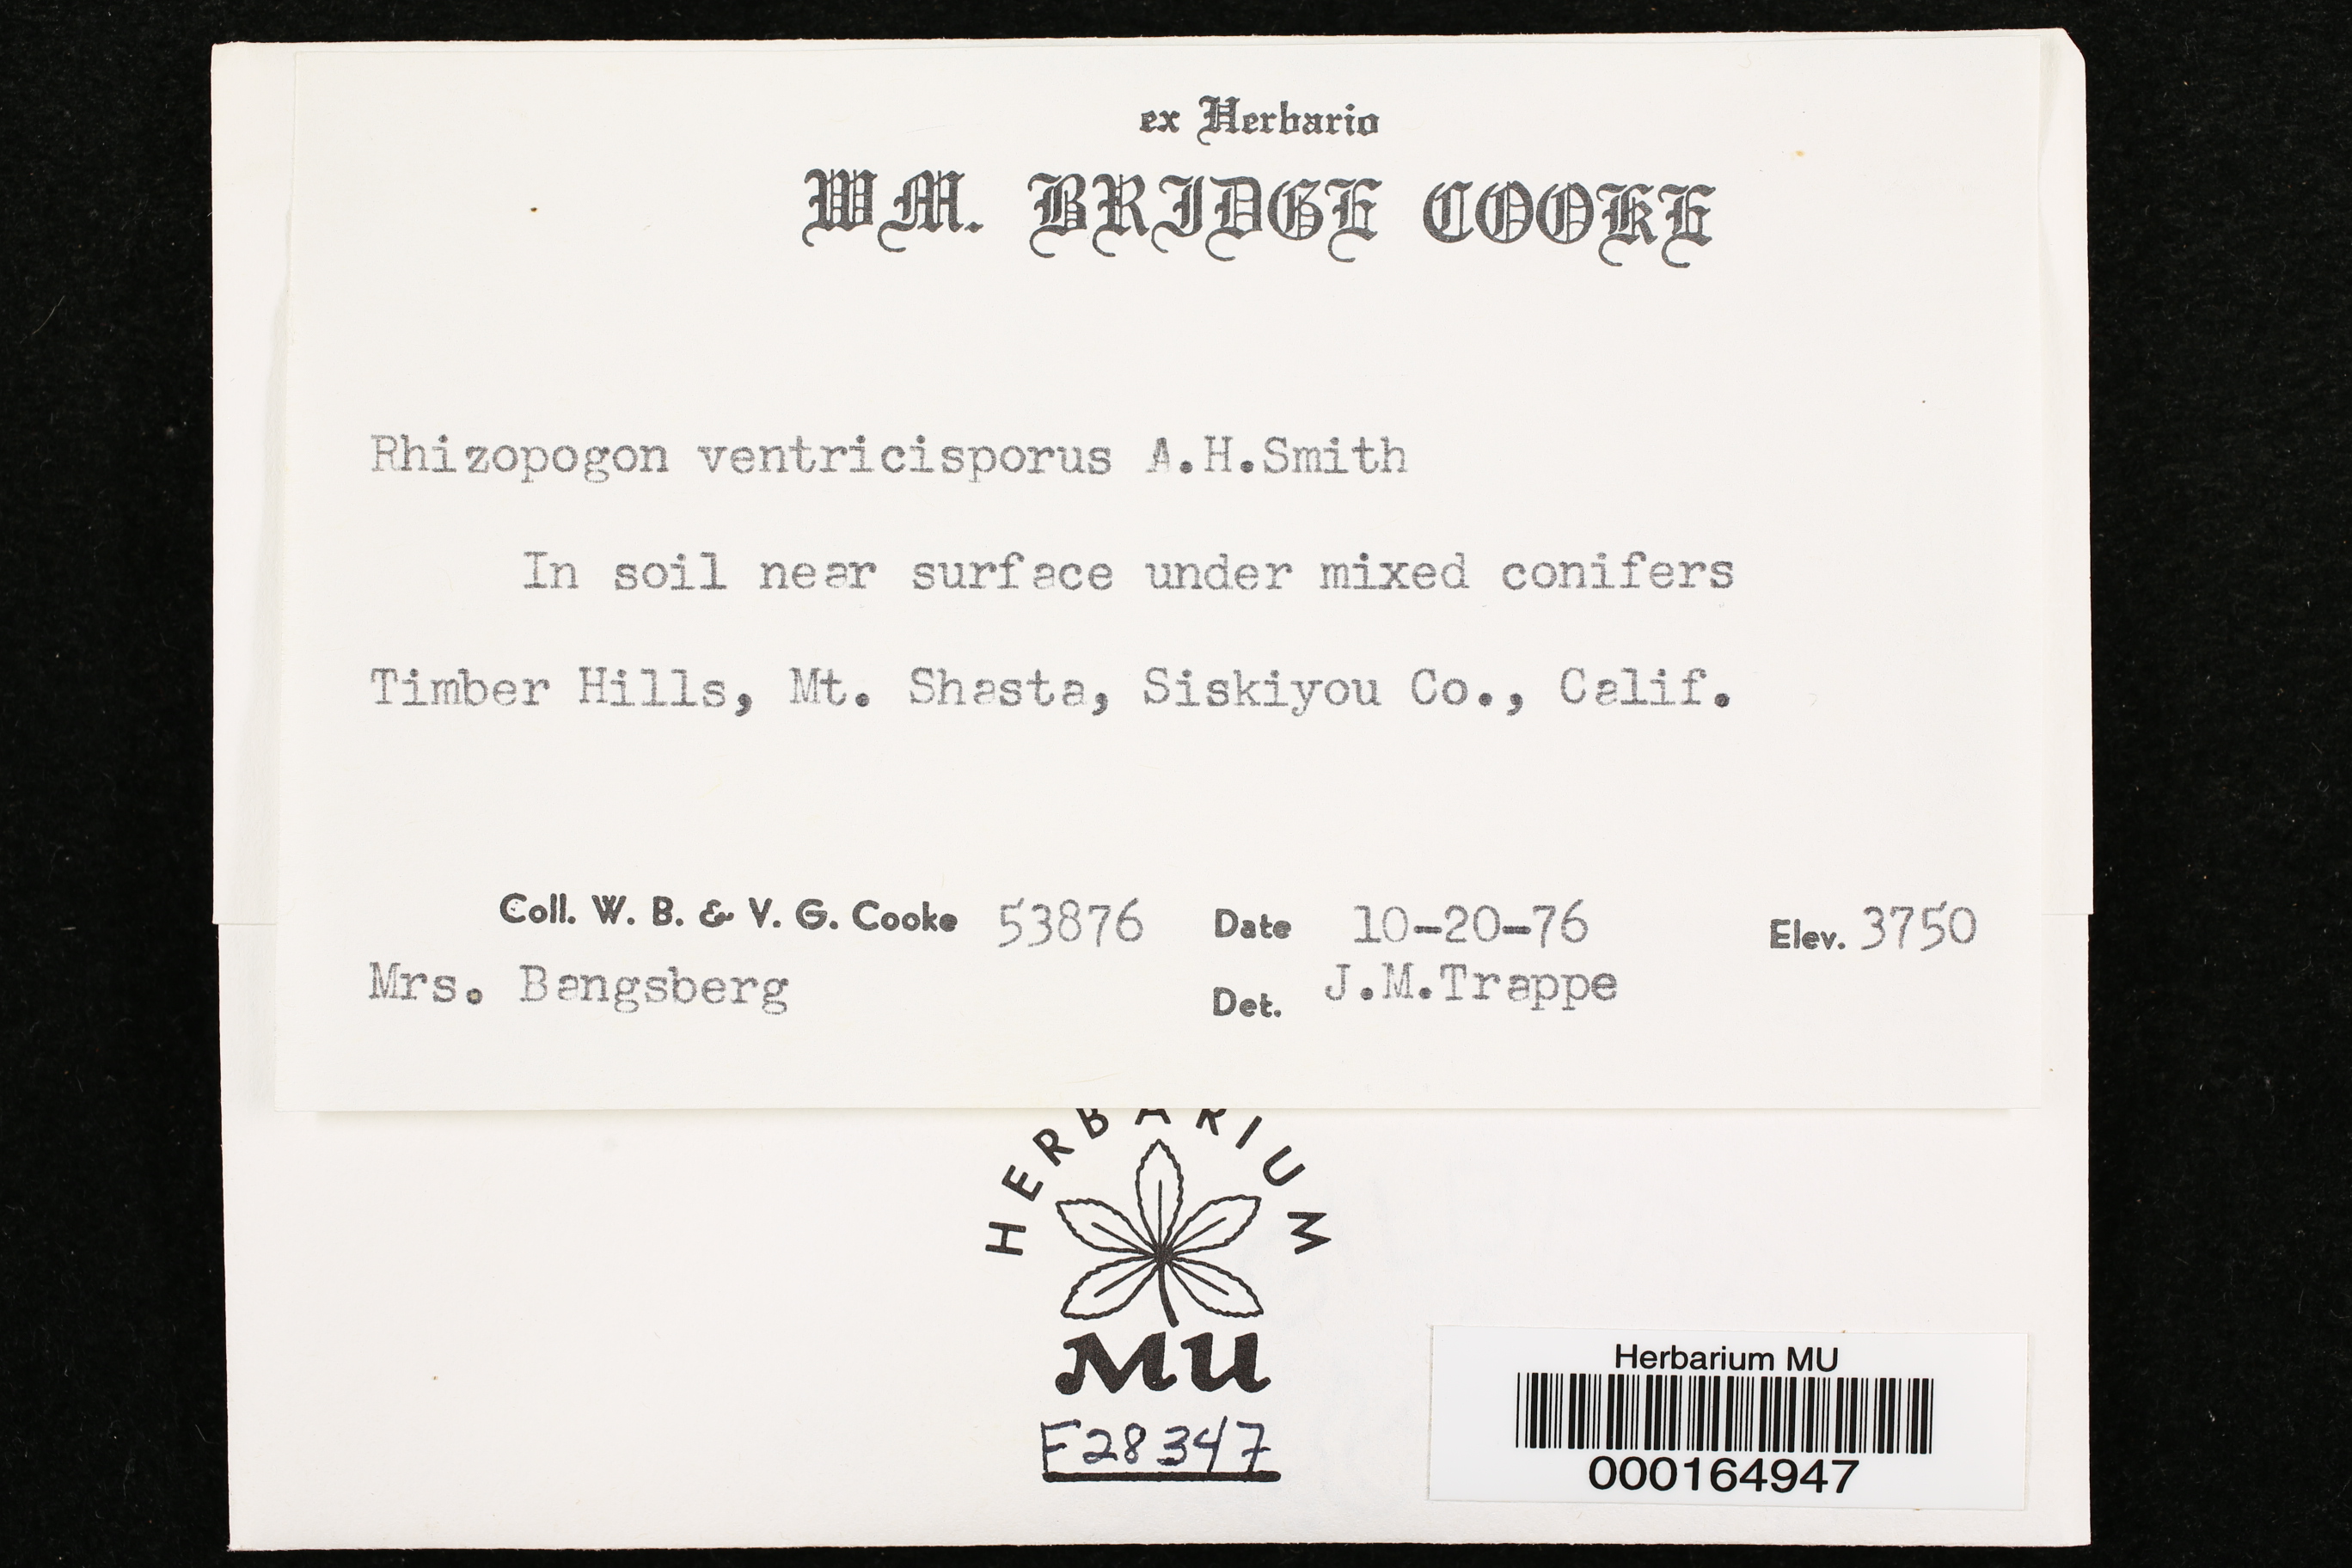 ex Herbario
WM. BRIDGE COOKE
Rhizopogon ventricisporus A.H.Smith
In soil near surface under mixed conifers
Timber Hills, Mt. Shasta, Siskiyou Co., Calif.
Coll. W. B. & V. G. Cooke 53876 Date 10-20-76 Elev. 3750
Mrs. Bangsberg Det. J.M.Trappe
HERBARIUM
MU
F28347
Herbarium MU
000164947